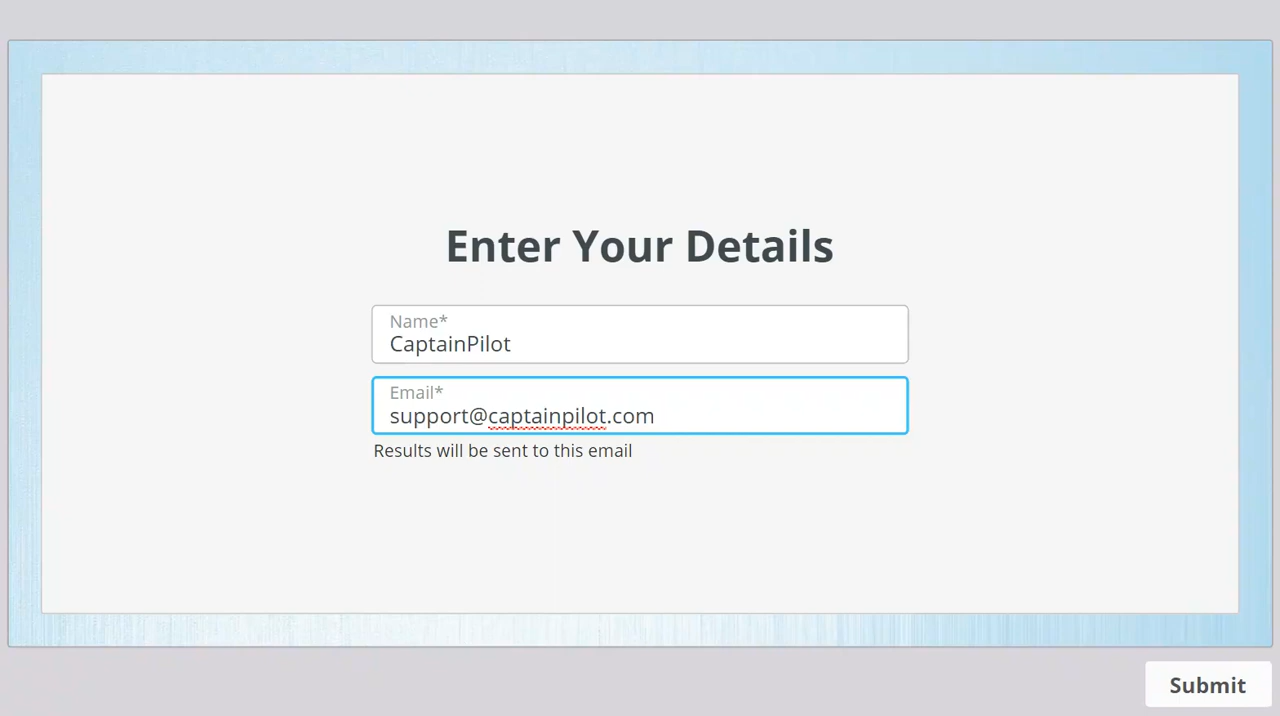 Enter Your Details
Name*
CaptainPilot
Email*
support@captainpilot.com
Results will be sent to this email
Submit